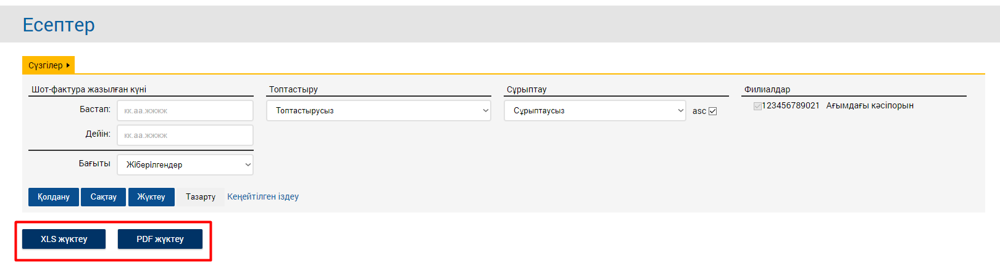 Есептер
Сүзгілер
Шот-фактура жазылған күні
Бастап: кк.аа.жжжж
Дейін: кк.аа.жжжж
Бағыты Жіберілгендер
Топтастыру
Топтастырусыз
Сұрыптау
Сұрыптаусыз asc
Филиалдар
123456789021 Ағымдағы кәсіпорын
Қолдану Сақтау Жүктеу Тазарту Кеңейтілген іздеу
XLS жүктеу PDF жүктеу